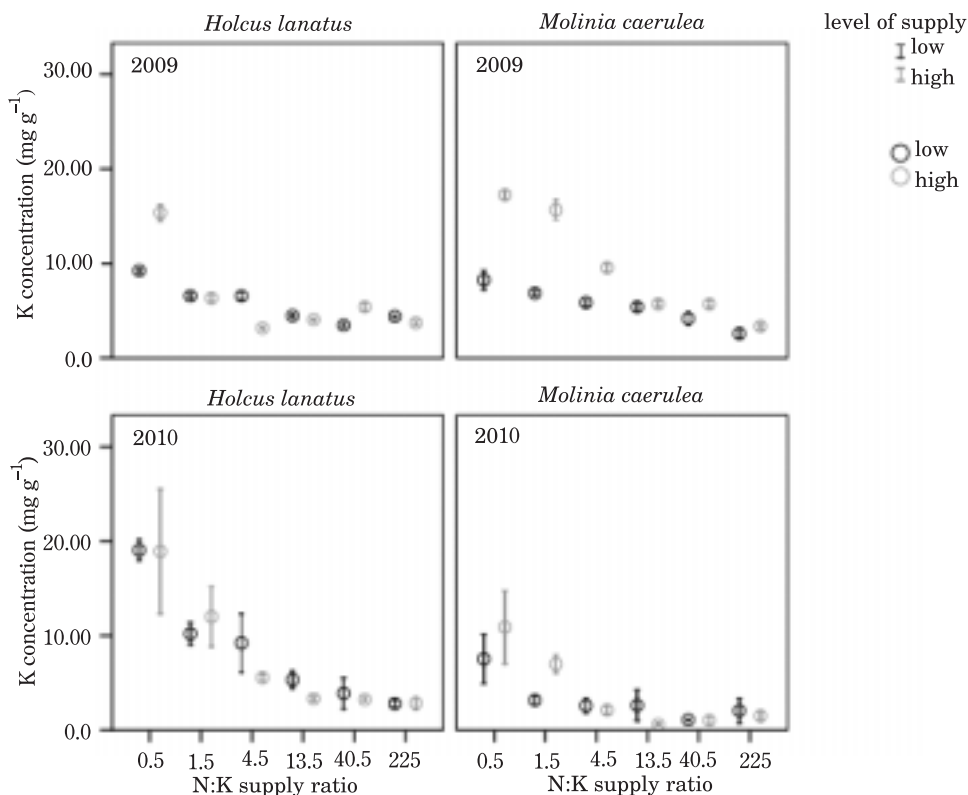 Holcus lanatus
Molinia caerulea
level of supply
low
high
low
high
K concentration (mg g⁻¹)
30.00
20.00
10.00
0.0
2009
2009
Holcus lanatus
Molinia caerulea
K concentration (mg g⁻¹)
30.00
20.00
10.00
0.0
2010
2010
0.5 1.5 4.5 13.5 40.5 225
0.5 1.5 4.5 13.5 40.5 225
N:K supply ratio
N:K supply ratio